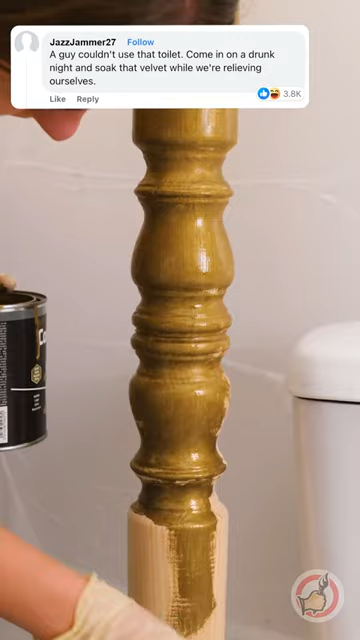 JazzJammer27 Follow
A guy couldn't use that toilet. Come in on a drunk
night and soak that velvet while we're relieving
ourselves.
Like Reply 3.8K